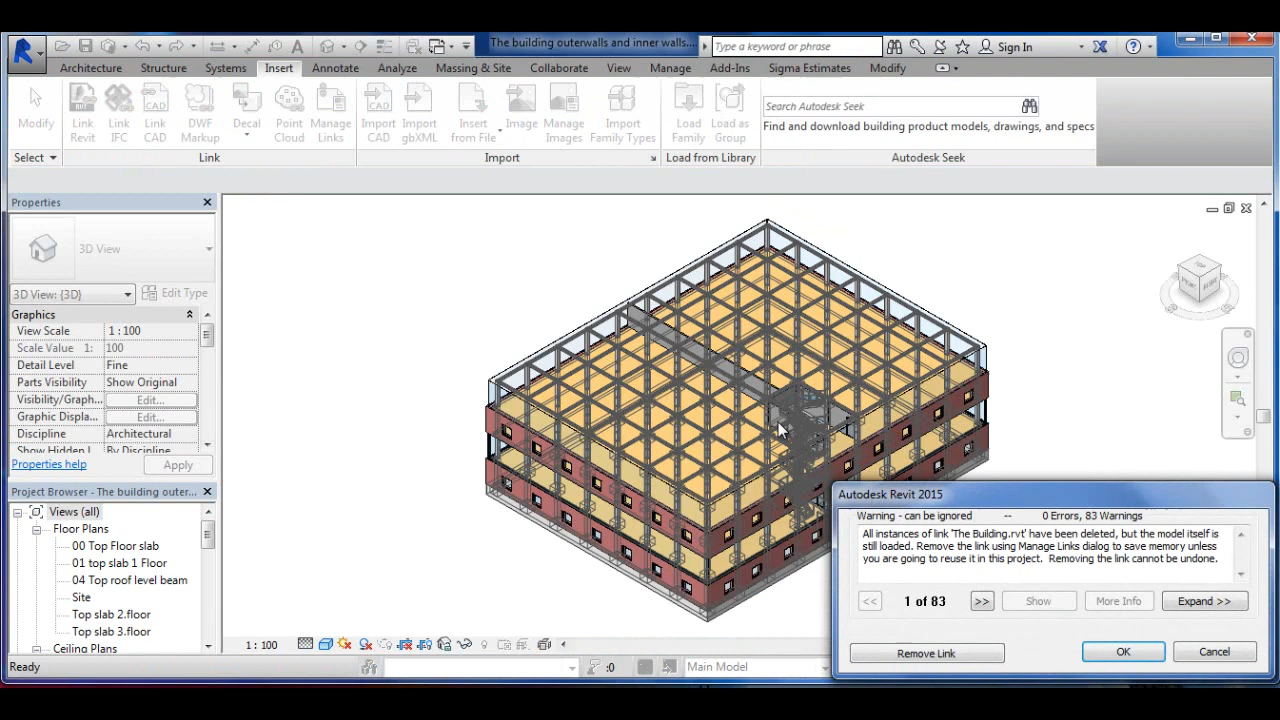 The building outerwalls and inner walls...
Type a keyword or phrase
Sign In
Architecture Structure Systems Insert Annotate Analyze Massing & Site Collaborate View Manage Add-Ins Sigma Estimates Modify
Modify
Link Revit
Link IFC
Link CAD
DWF Markup
Decal
Point Cloud
Manage Links
Import CAD
Import gbXML
Insert from File
Image
Manage Images
Import Family Types
Load Family
Load as Group
Search Autodesk Seek
Find and download building product models, drawings, and specs
Select
Link
Import
Load from Library
Autodesk Seek
Properties
3D View
3D View: {3D}
Edit Type
Graphics
View Scale 1 : 100
Scale Value 1: 100
Detail Level Fine
Parts Visibility Show Original
Visibility/Graph... Edit...
Graphic Displa... Edit...
Discipline Architectural
Show Hidden L By Discipline
Properties help
Apply
Project Browser - The building outer...
Views (all)
Floor Plans
00 Top Floor slab
01 top slab 1 Floor
04 Top roof level beam
Site
Top slab 2.floor
Top slab 3.floor
Ceiling Plans
1 : 100
Ready
:0
Main Model
Autodesk Revit 2015
Warning - can be ignored -- 0 Errors, 83 Warnings
All instances of link 'The Building.rvt' have been deleted, but the model itself is
still loaded. Remove the link using Manage Links dialog to save memory unless
you are going to reuse it in this project. Removing the link cannot be undone.
<< 1 of 83 >> Show More Info Expand >>
Remove Link OK Cancel